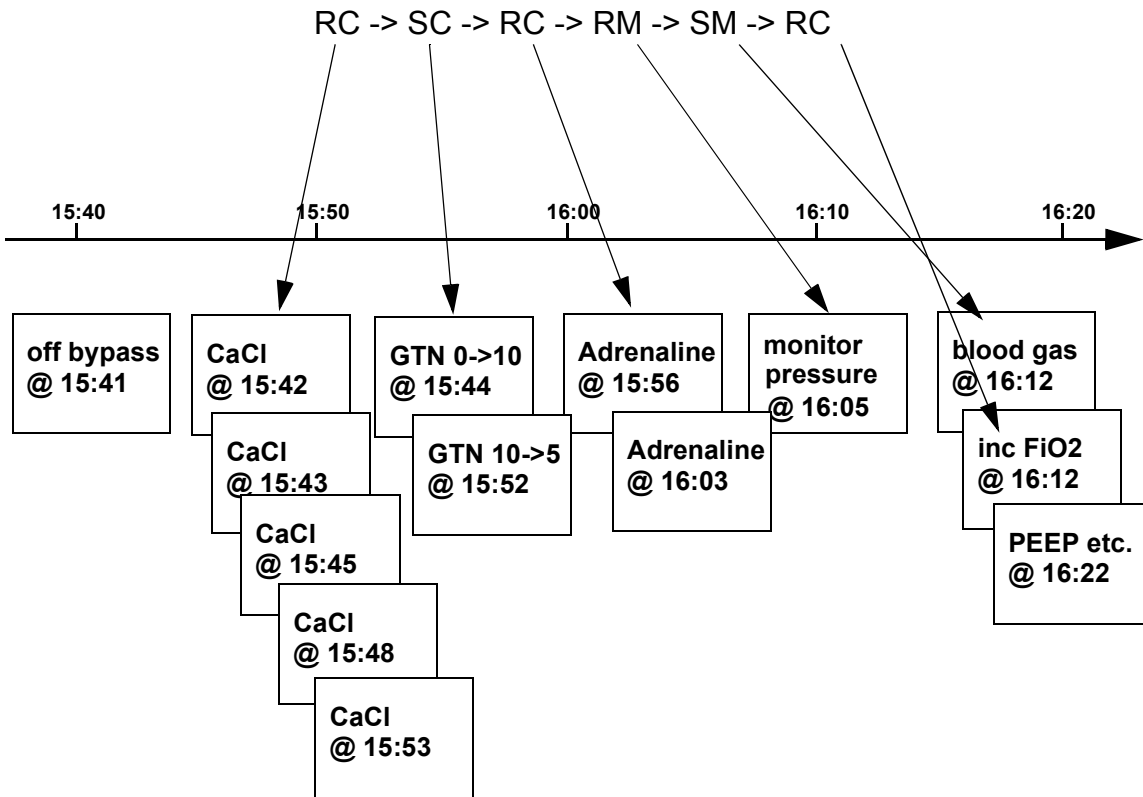 RC -> SC -> RC -> RM -> SM -> RC
15:40 15:50 16:00 16:10 16:20
off bypass
@ 15:41
CaCl
@ 15:42
CaCl
@ 15:43
CaCl
@ 15:45
CaCl
@ 15:48
CaCl
@ 15:53
GTN 0->10
@ 15:44
GTN 10->5
@ 15:52
Adrenaline
@ 15:56
Adrenaline
@ 16:03
monitor
pressure
@ 16:05
blood gas
@ 16:12
inc FiO2
@ 16:12
PEEP etc.
@ 16:22